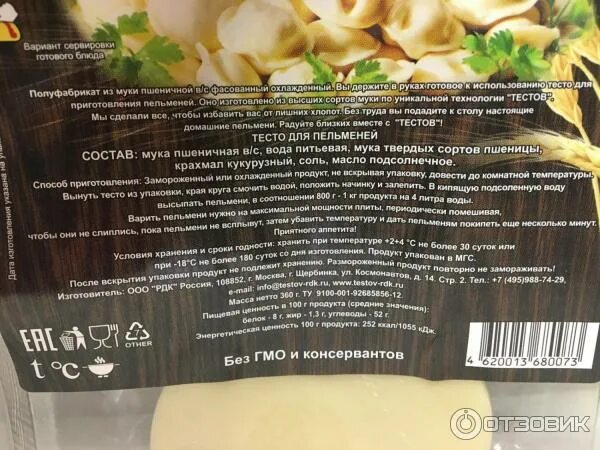 Вариант сервировки
готового блюда
Полуфабрикат из муки пшеничной в/с фасованный охлажденный. Вы держите в руках готовое к использованию тесто для
приготовления пельменей. Оно изготовлено из высших сортов муки по уникальной технологии "ТЕСТОВ".
Мы сделали все, чтобы избавить вас от лишних хлопот. Без труда вы подадите к столу настоящие
домашние пельмени. Радуйте близких вместе с "ТЕСТОВ"!
ТЕСТО ДЛЯ ПЕЛЬМЕНЕЙ
СОСТАВ: мука пшеничная в/с, вода питьевая, мука твердых сортов пшеницы,
крахмал кукурузный, соль, масло подсолнечное.
Способ приготовления: Замороженный или охлажденный продукт, не вскрывая упаковку, довести до комнатной температуры.
Вынуть тесто из упаковки, края круга смочить водой, положить начинку и залепить. В кипящую подсоленную воду
высыпать пельмени, в соотношении 800 г - 1 кг продукта на 4 литра воды.
Варить пельмени нужно на максимальной мощности плиты, периодически помешивая,
чтобы они не слиплись, пока пельмени не всплывут, затем убавить температуру и дать пельменям покипеть еще несколько минут.
Приятного аппетита!
Условия хранения и сроки годности: хранить при температуре +2+4 °С не более 30 суток или
при -18°С не более 180 суток со дня изготовления. Продукт упакован в МГС.
После вскрытия упаковки продукт не подлежит хранению. Размороженный продукт повторно не замораживать!
Изготовитель: ООО "РДК" Россия, 108852, г. Москва, г. Щербинка, ул. Космонавтов, д. 14. Стр. 2. Тел.: +7 (495)988-74-29,
e-mail: info@testov-rdk.ru, www.testov-rdk.ru
Масса нетто 360 г. ТУ 9100-001-92685856-12.
Пищевая ценность в 100 г продукта (средние значения):
белок - 8 г, жир - 1,3 г, углеводы - 52 г.
Энергетическая ценность 100 г продукта: 252 ккал/1055 кДж.
Дата изготовления указана на
EAC
7
OTHER
t °C
Без ГМО и консервантов
4 620013 680073
ОТЗОВИК